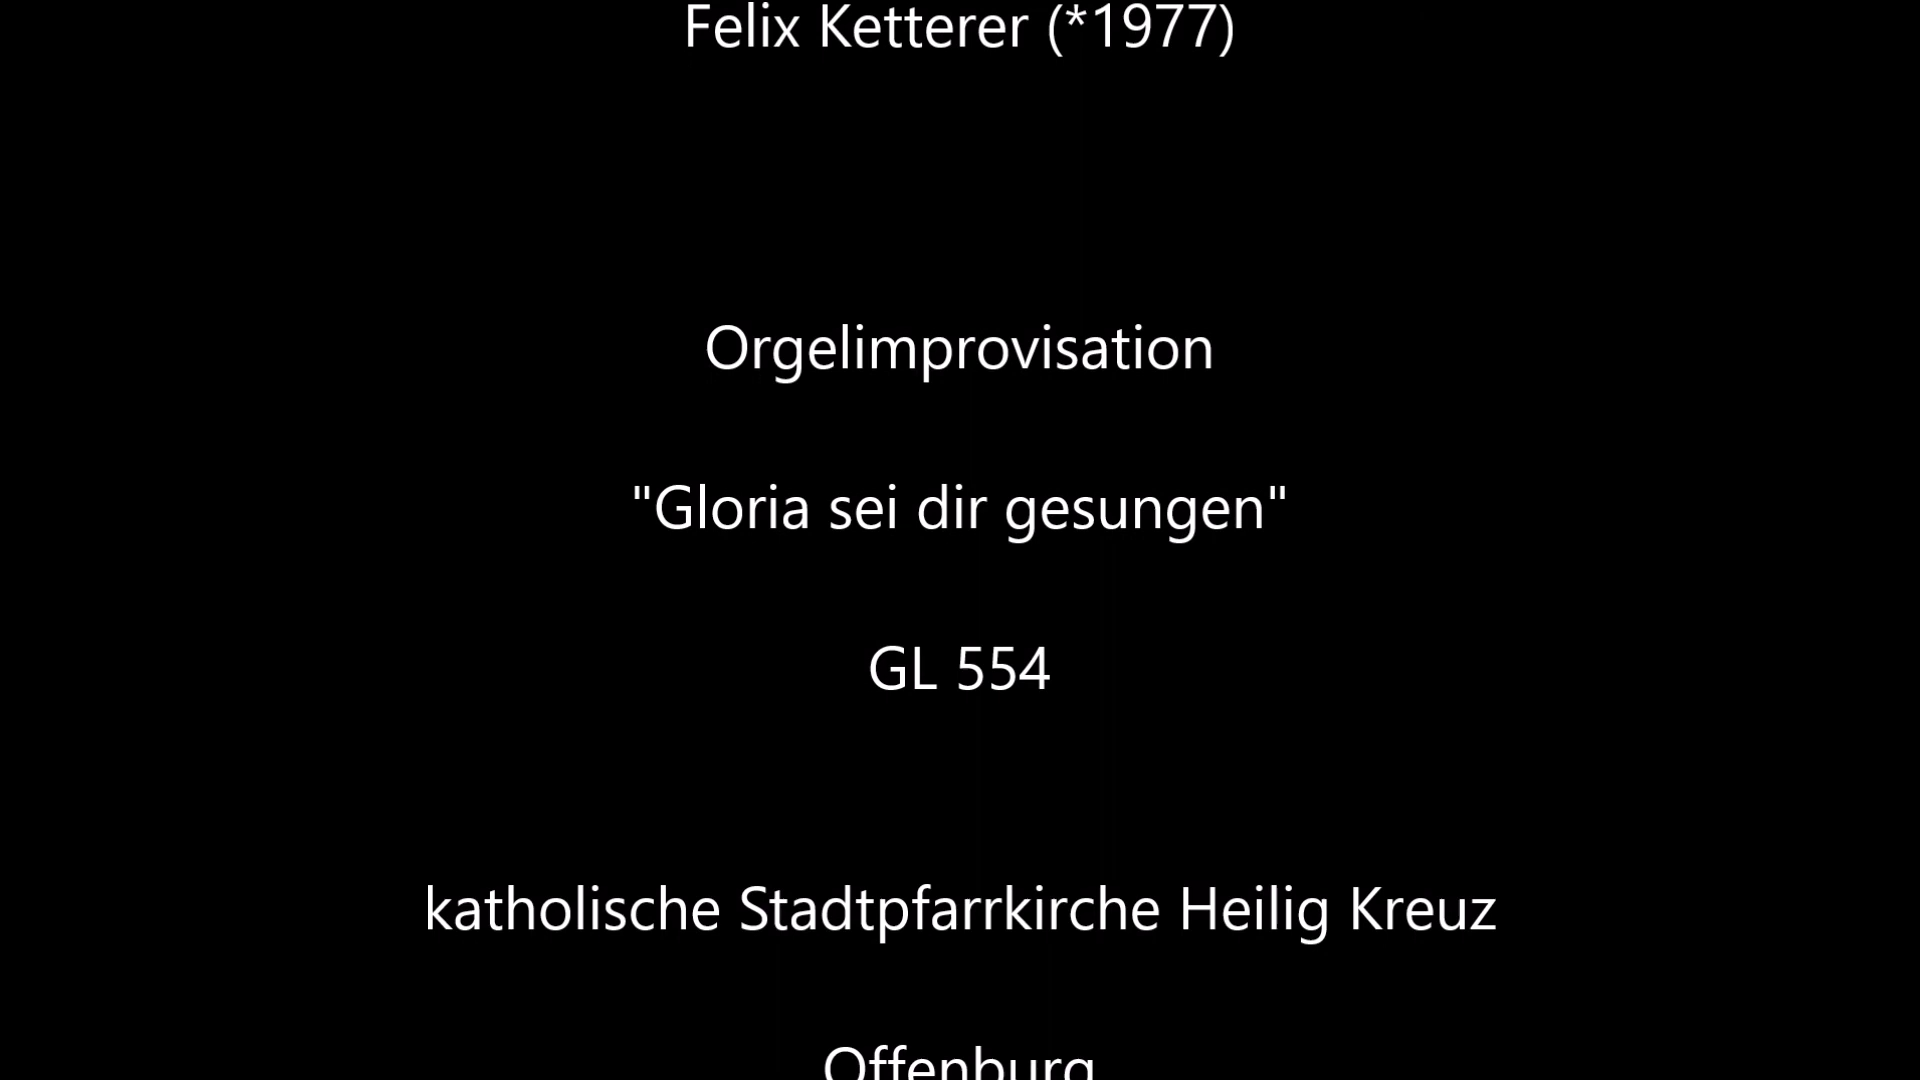 Felix Ketterer (*1977)
Orgelimprovisation
"Gloria sei dir gesungen"
GL 554
katholische Stadtpfarrkirche Heilig Kreuz
Offenburg